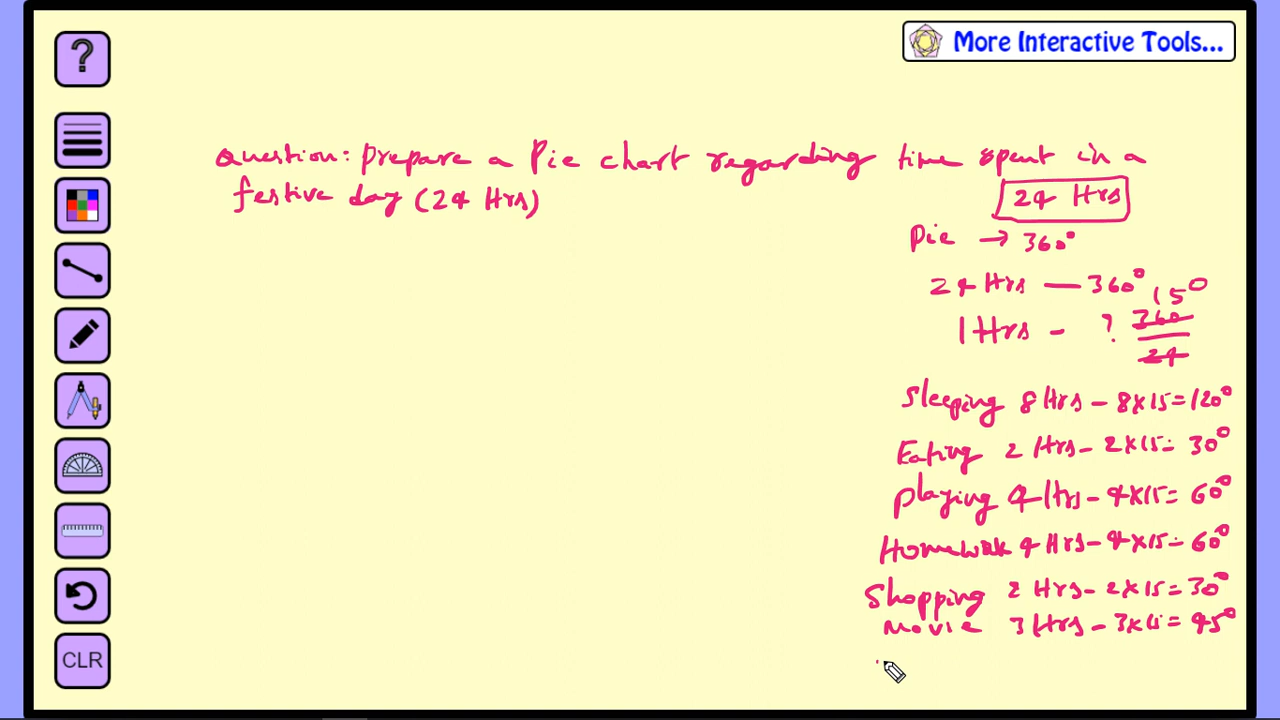 ?
More Interactive Tools...
Question: Prepare a Pie chart regarding time spent in a
festive day (24 Hrs)
24 Hrs
Pie → 360°
24 Hrs — 360°
15°
1 Hrs - ? 360
24
Sleeping 8 Hrs - 8x15=120°
Eating 2 Hrs - 2x15= 30°
Playing 4 Hrs - 4x15= 60°
Homework 4 Hrs - 4x15= 60°
Shopping 2 Hrs - 2x15=30°
Movie 3 Hrs - 3x15= 45°
CLR